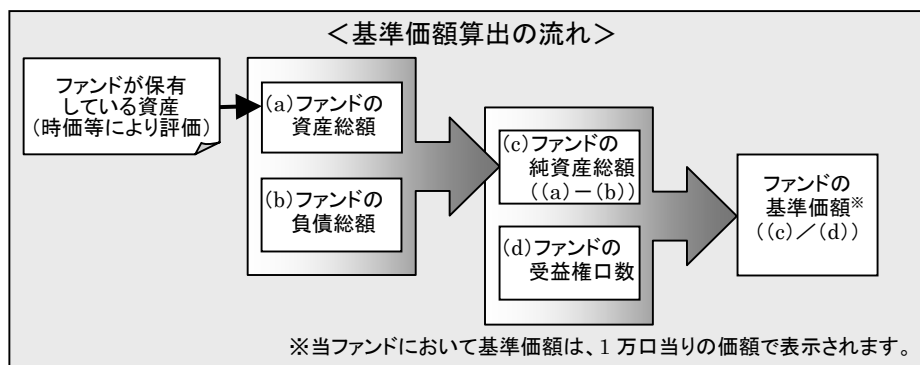 ＜基準価額算出の流れ＞
ファンドが保有
している資産
（時価等により評価）
(a)ファンドの
資産総額
(b)ファンドの
負債総額
(c)ファンドの
純資産総額
((a)－(b))
(d)ファンドの
受益権口数
ファンドの
基準価額※
((c)／(d))
※当ファンドにおいて基準価額は、1万口当りの価額で表示されます。